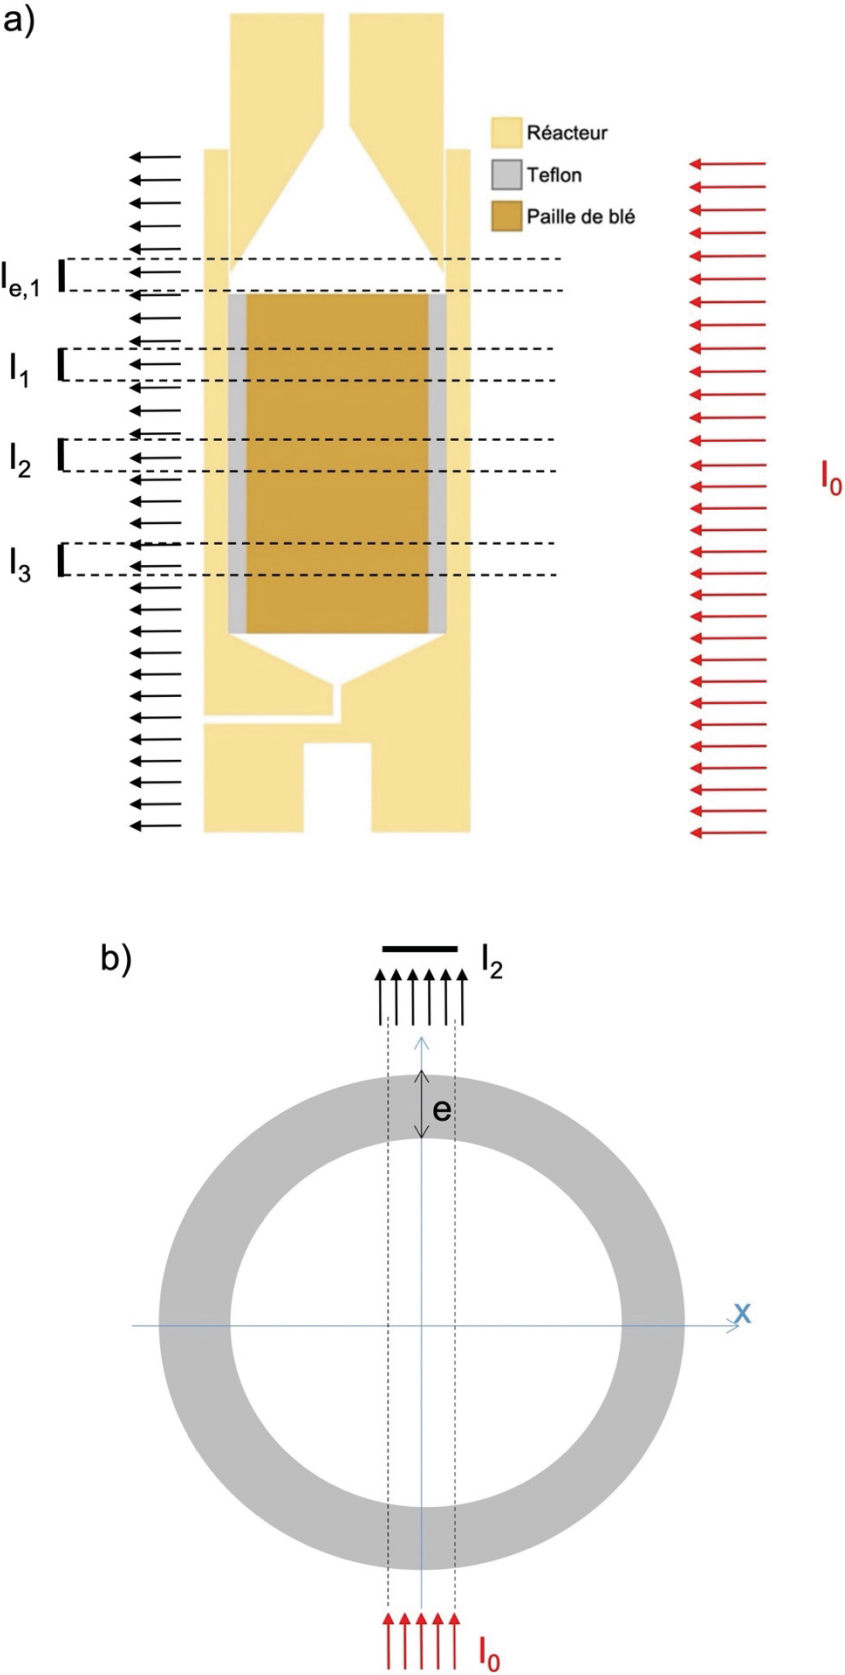 a)
Réacteur
Teflon
Paille de blé
Ie,1
I1
I2
I0
I3
b)
I2
e
x
I0